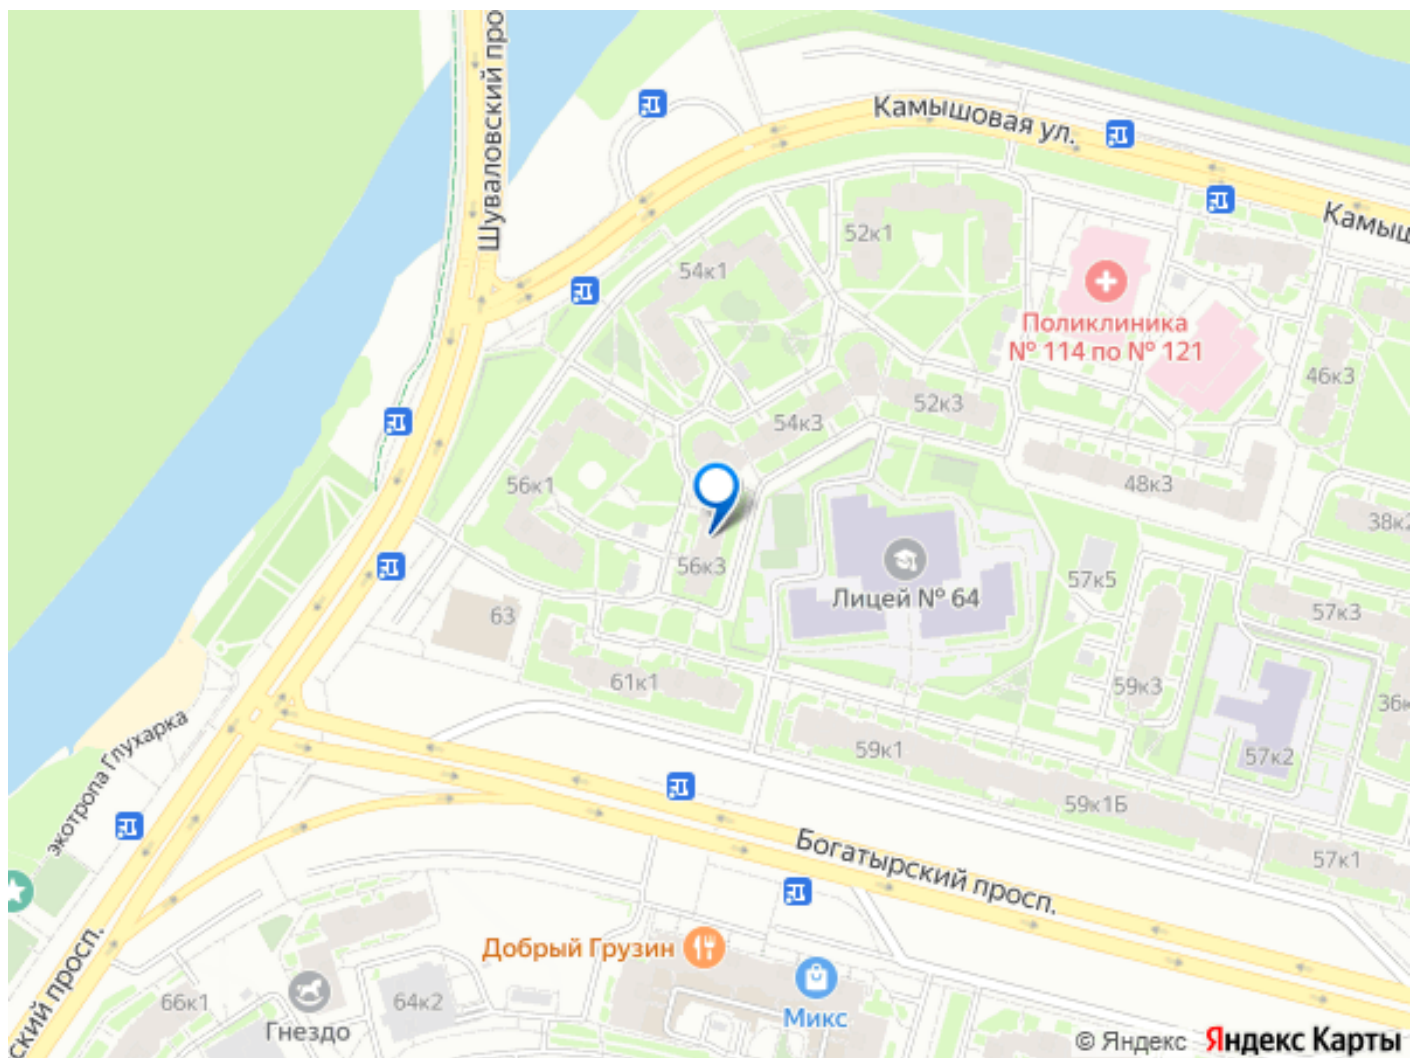 Шуваловский про
Камышовая ул.
Камыш
52к1
54к1
Поликлиника
№ 114 по № 121
46к3
52к3
54к3
48к3
56к1
38к2
56к3
57к5
Лицей № 64
63
57к3
61к1
59к3
36к
экотропа Глухарка
59к1
57к2
59к1Б
Богатырский просп.
57к1
ский просп.
Добрый Грузин
66к1
64к2
Гнездо
Микс
© Яндекс Яндекс Карты